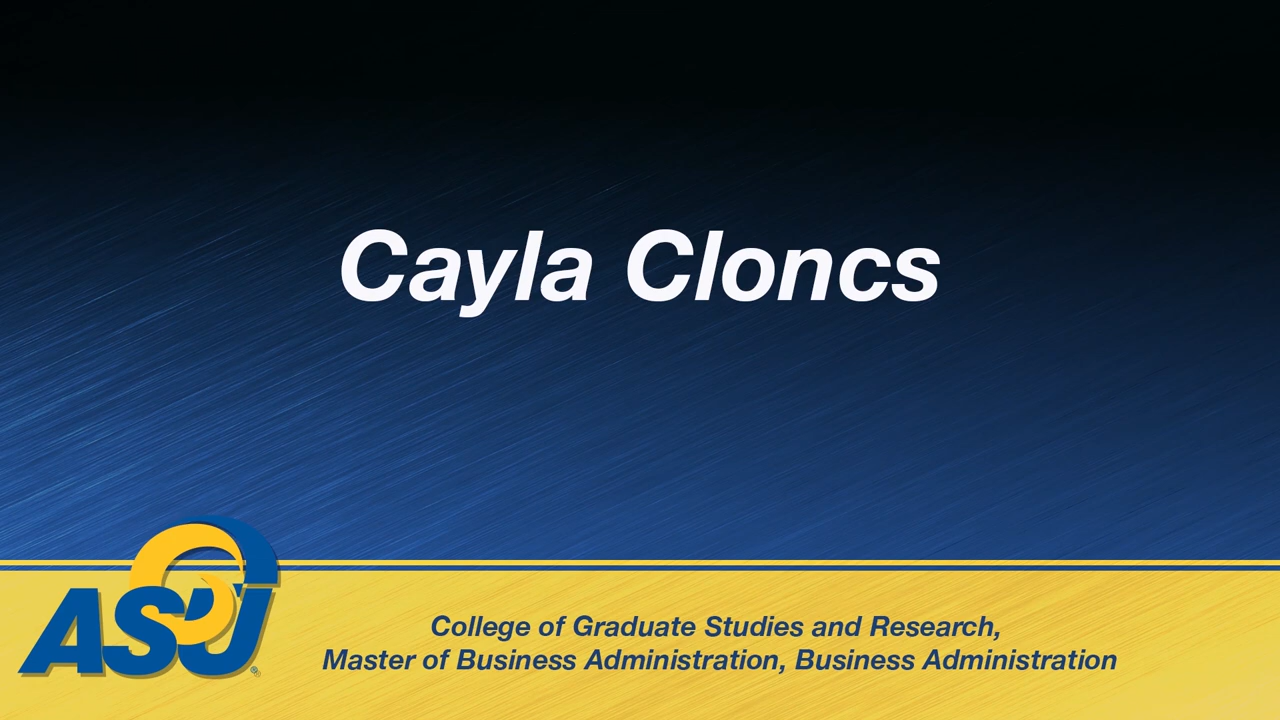 Cayla Cloncs
ASU®
College of Graduate Studies and Research,
Master of Business Administration, Business Administration